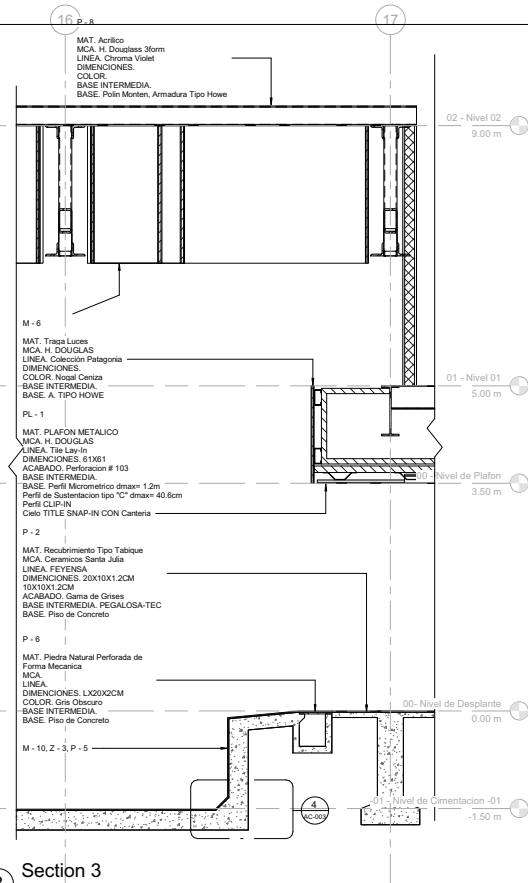 16
17
P - 8
MAT. Acrilico
MCA. H. Douglass 3form
LINEA. Chroma Violet
DIMENCIONES.
COLOR.
BASE INTERMEDIA.
BASE. Polin Monten, Armadura Tipo Howe
02 - Nivel 02
9.00 m
M - 6
MAT. Traga Luces
MCA. H. DOUGLAS
LINEA. Colección Patagonia
DIMENCIONES.
COLOR. Nogal Ceniza
BASE INTERMEDIA.
BASE. A. TIPO HOWE
01 - Nivel 01
5.00 m
PL - 1
MAT. PLAFON METALICO
MCA. H. DOUGLAS
LINEA. Tile Lay-In
DIMENCIONES. 61X61
ACABADO. Perforacion # 103
BASE INTERMEDIA.
BASE. Perfil Micrometrico dmax= 1.2m
Perfil de Sustentacion tipo "C" dmax= 40.6cm
Perfil CLIP-IN
Cielo TITLE SNAP-IN CON Canteria
00 - Nivel de Plafon
3.50 m
P - 2
MAT. Recubrimiento Tipo Tabique
MCA. Ceramicos Santa Julia
LINEA. FEYENSA
DIMENCIONES. 20X10X1.2CM
10X10X1.2CM
ACABADO. Gama de Grises
BASE INTERMEDIA. PEGALOSA-TEC
BASE. Piso de Concreto
P - 6
MAT. Piedra Natural Perforada de
Forma Mecanica
MCA.
LINEA.
DIMENCIONES. LX20X2CM
COLOR. Gris Obscuro
BASE INTERMEDIA.
BASE. Piso de Concreto
00- Nivel de Desplante
0.00 m
M - 10, Z - 3, P - 5
4
AC-003
-01 - Nivel de Cimentacion -01
-1.50 m
Section 3